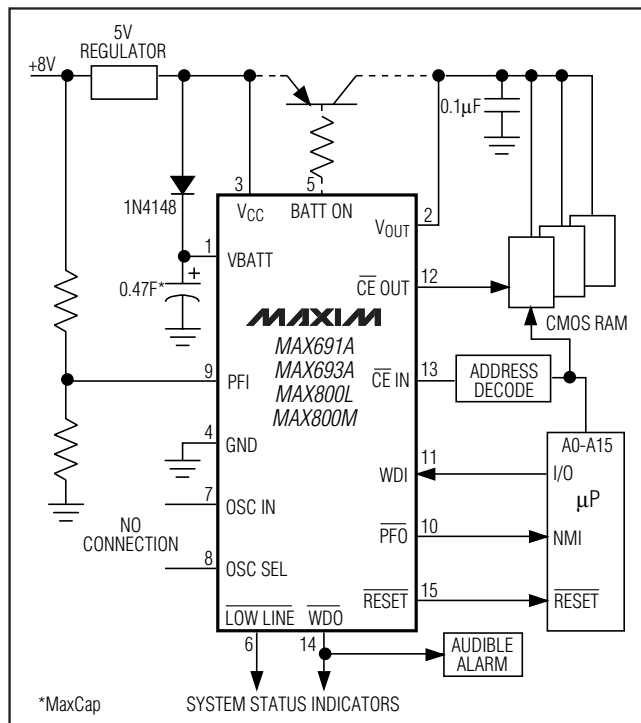 5V
REGULATOR
+8V
0.1µF
1N4148
3
5
VCC
BATT ON
2
VOUT
1
VBATT
0.47F*
+
12
CE OUT
CMOS RAM
MAXIM
MAX691A
MAX693A
MAX800L
MAX800M
9
PFI
13
CE IN
ADDRESS
DECODE
4
GND
A0-A15
11
WDI
I/O
µP
7
OSC IN
NO
CONNECTION
10
PFO
NMI
8
OSC SEL
15
RESET
RESET
LOW LINE
WDO
6
14
AUDIBLE
ALARM
*MaxCap
SYSTEM STATUS INDICATORS